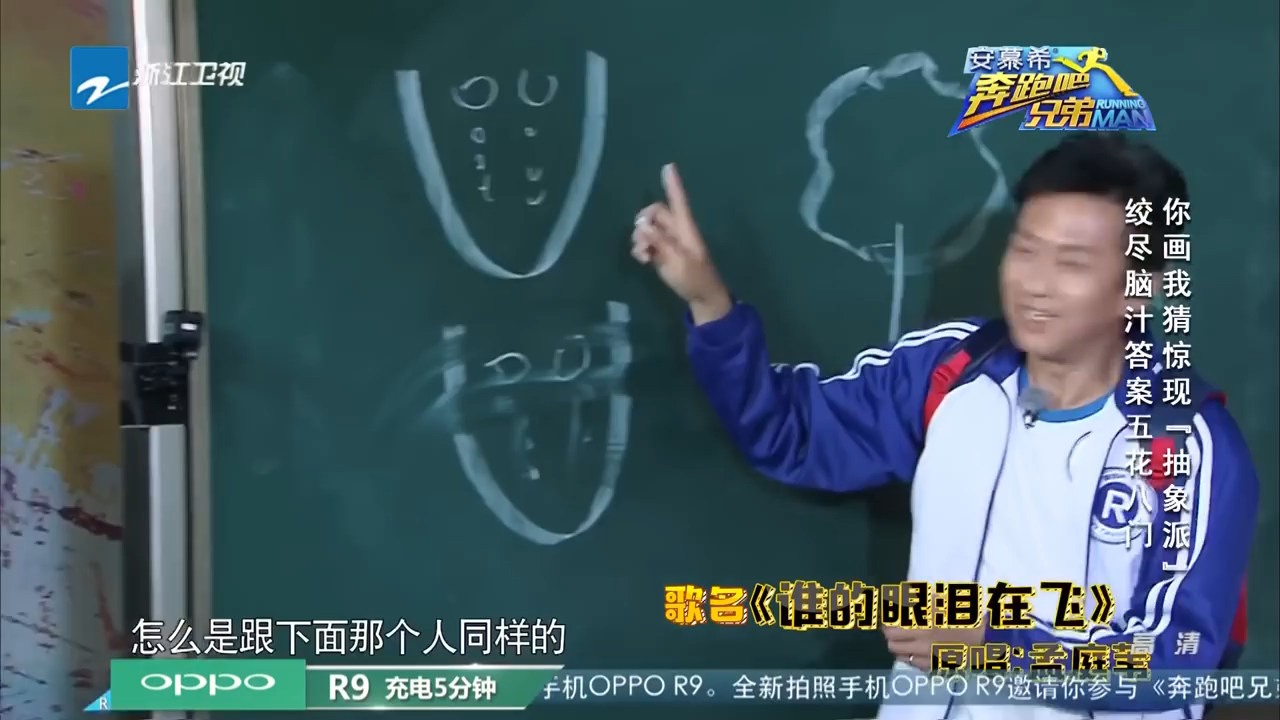 浙江卫视
安慕希
奔跑吧
兄弟
RUNNING
MAN
你画我猜惊现『抽象派』
绞尽脑汁答案五花八门
R
歌名《谁的眼泪在飞》
原唱:孟庭苇
高清
怎么是跟下面那个人同样的
oppo
R9 充电5分钟
手机OPPO R9。全新拍照手机OPPO R9邀请你参与《奔跑吧兄
R